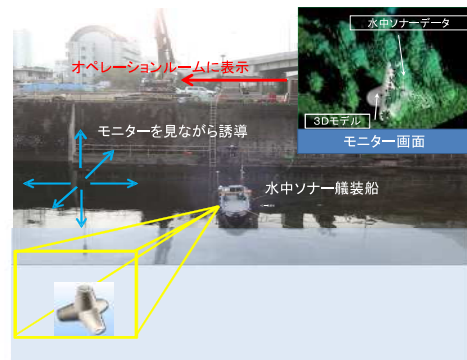 水中ソナーデータ
オペレーションルームに表示
3Dモデル
モニター画面
モニターを見ながら誘導
水中ソナー艤装船